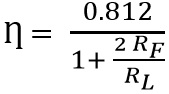 η = 0.812 / (1 + 2 R_F / R_L)